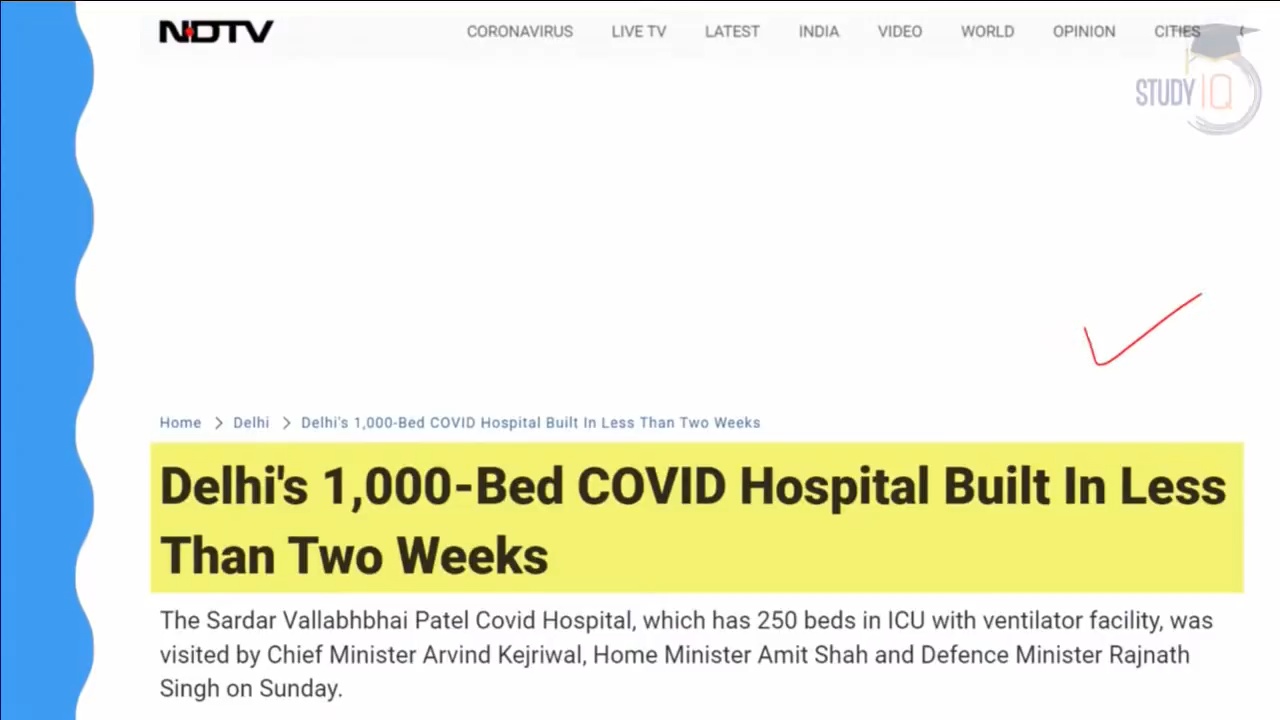 NDTV
CORONAVIRUS LIVE TV LATEST INDIA VIDEO WORLD OPINION CITIES
STUDY IQ
Home > Delhi > Delhi's 1,000-Bed COVID Hospital Built In Less Than Two Weeks
Delhi's 1,000-Bed COVID Hospital Built In Less
Than Two Weeks
The Sardar Vallabhbhai Patel Covid Hospital, which has 250 beds in ICU with ventilator facility, was
visited by Chief Minister Arvind Kejriwal, Home Minister Amit Shah and Defence Minister Rajnath
Singh on Sunday.